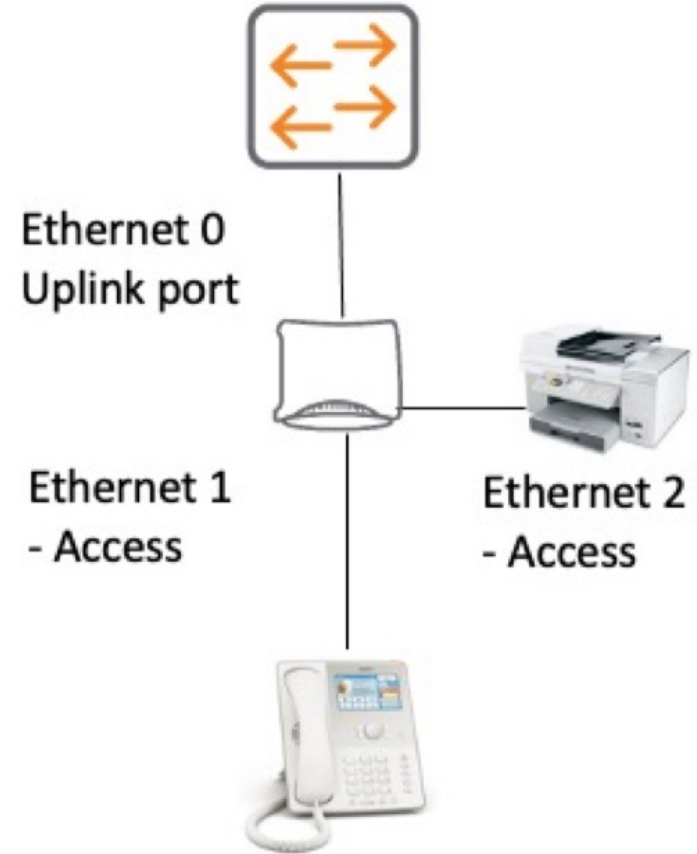 Ethernet 0
Uplink port
Ethernet 1
- Access
Ethernet 2
- Access